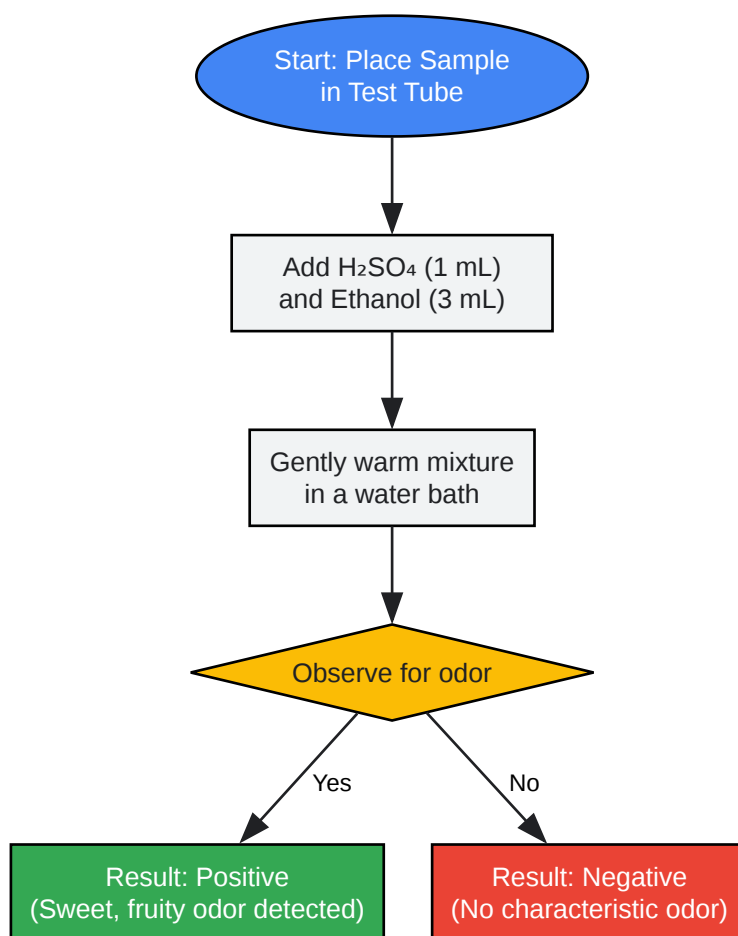 Start: Place Sample
in Test Tube
Add H₂SO₄ (1 mL)
and Ethanol (3 mL)
Gently warm mixture
in a water bath
Observe for odor
Yes
No
Result: Positive
(Sweet, fruity odor detected)
Result: Negative
(No characteristic odor)